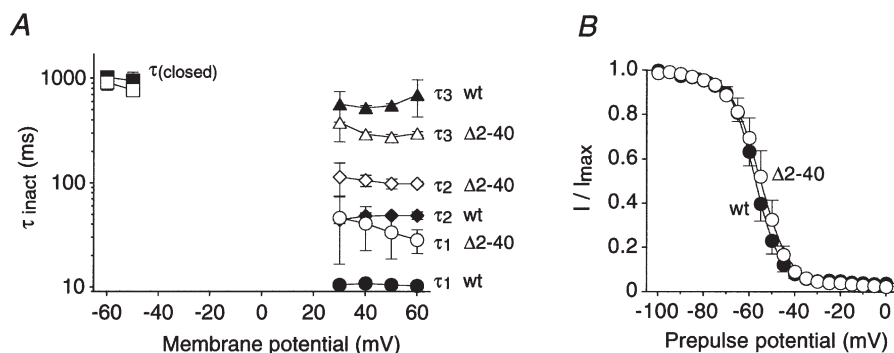 A
τ inact (ms)
1000
100
10
τ(closed)
τ3 wt
τ3 Δ2-40
τ2 Δ2-40
τ2 wt
τ1 Δ2-40
τ1 wt
-60 -40 -20 0 20 40 60
Membrane potential (mV)
B
I / Imax
1.0
0.8
0.6
0.4
0.2
0
Δ2-40
wt
-100 -80 -60 -40 -20 0
Prepulse potential (mV)